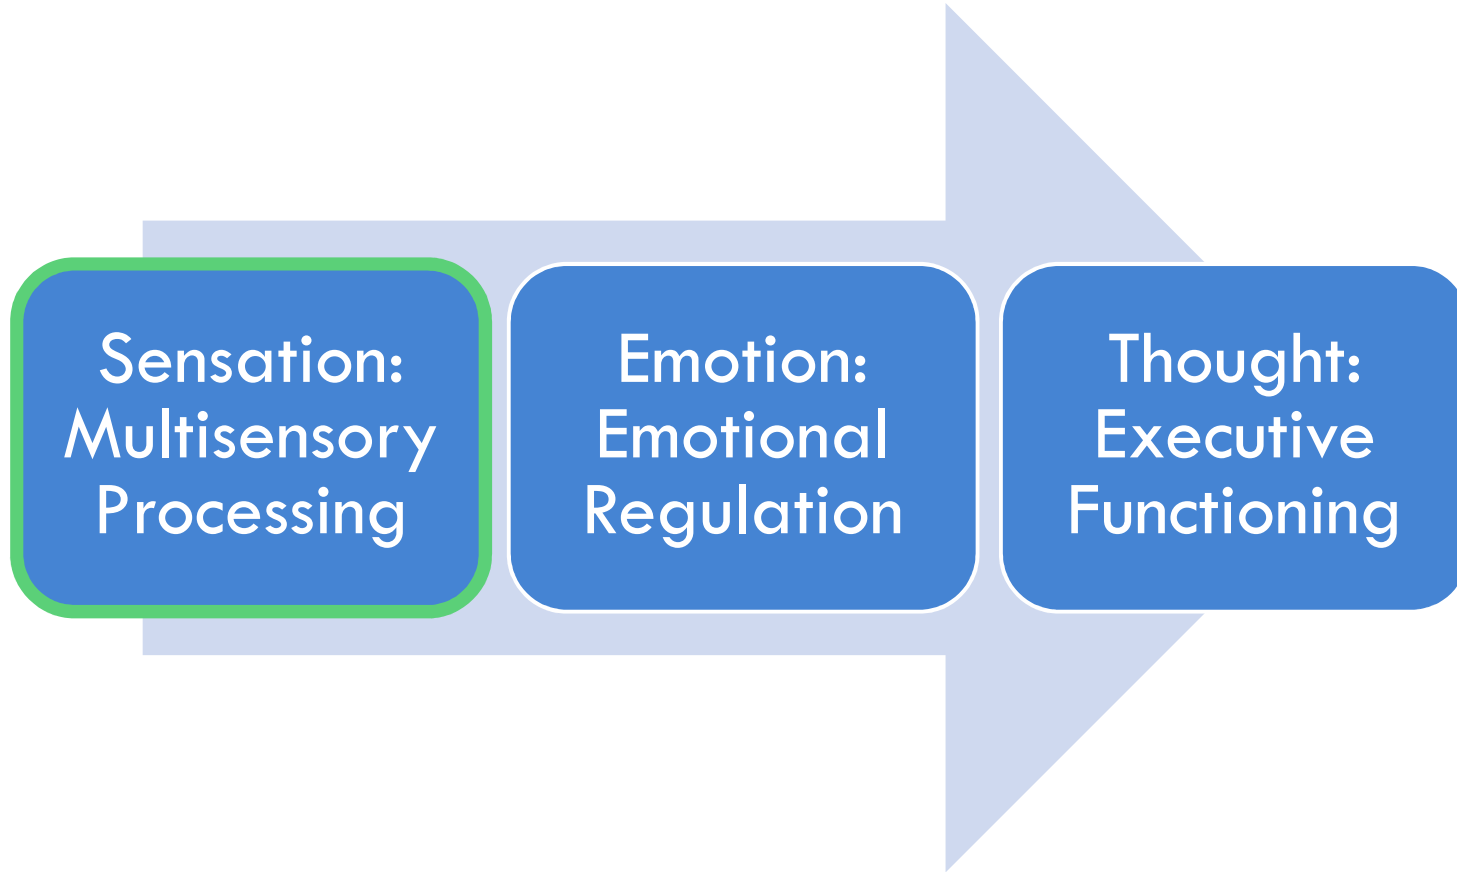 Sensation:
Multisensory
Processing
Emotion:
Emotional
Regulation
Thought:
Executive
Functioning